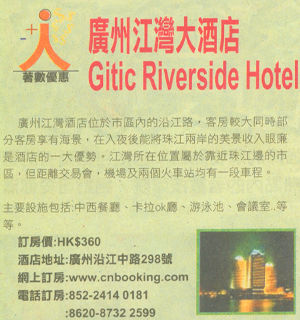 著數優惠
廣州江灣大酒店
Gitic Riverside Hotel
廣州江灣酒店位於市區內的沿江路，客房較大同時部
分客房享有海景，在入夜後能將珠江兩岸的美景收入眼簾
是酒店的一大優勢。江灣所在位置屬於靠近珠江邊的市
區，但距離交易會，機場及兩個火車站均有一段車程。
主要設施包括:中西餐廳、卡拉ok廳、游泳池、會議室..等
等。
訂房價:HK$360
酒店地址:廣州沿江中路298號
網上訂房:www.cnbooking.com
電話訂房:852-2414 0181
:8620-8732 2599